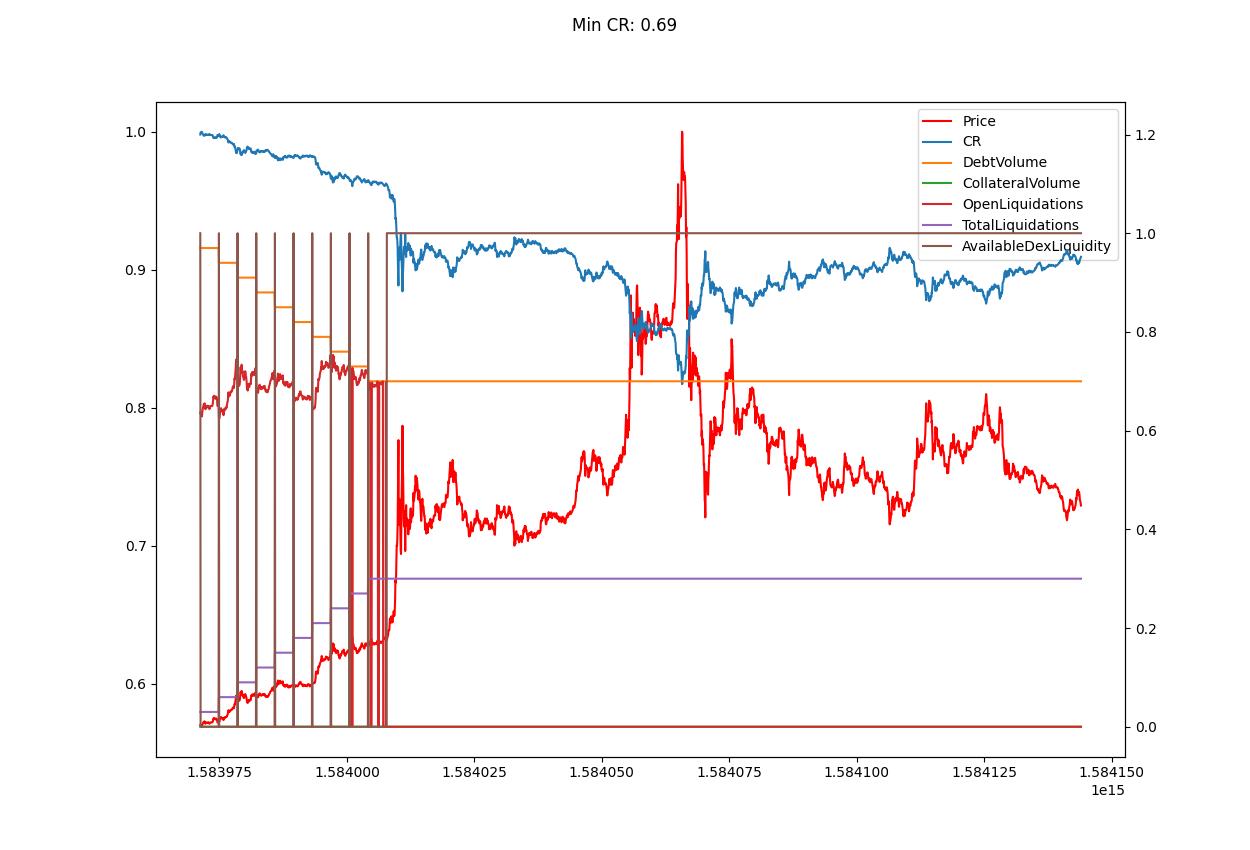 Min CR: 0.69
1.0
0.9
0.8
0.7
0.6
1.2
1.0
0.8
0.6
0.4
0.2
0.0
Price
CR
DebtVolume
CollateralVolume
OpenLiquidations
TotalLiquidations
AvailableDexLiquidity
1.583975 1.584000 1.584025 1.584050 1.584075 1.584100 1.584125 1.584150
1e15